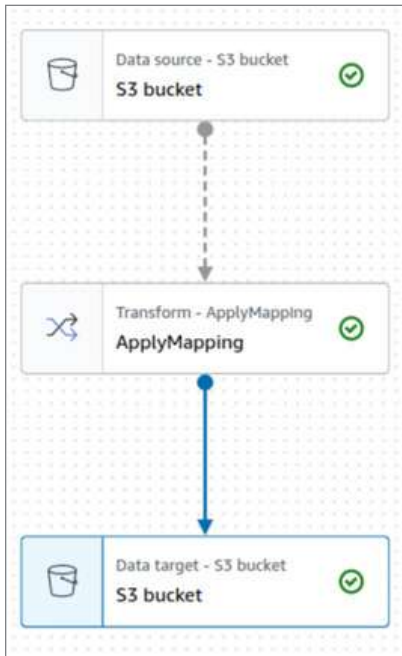 Data source - S3 bucket
S3 bucket
Transform - ApplyMapping
ApplyMapping
Data target - S3 bucket
S3 bucket